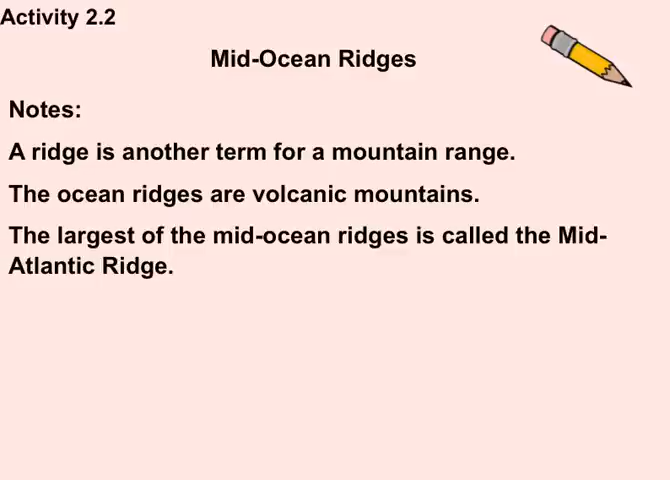 Activity 2.2
Mid-Ocean Ridges
Notes:
A ridge is another term for a mountain range.
The ocean ridges are volcanic mountains.
The largest of the mid-ocean ridges is called the Mid-
Atlantic Ridge.